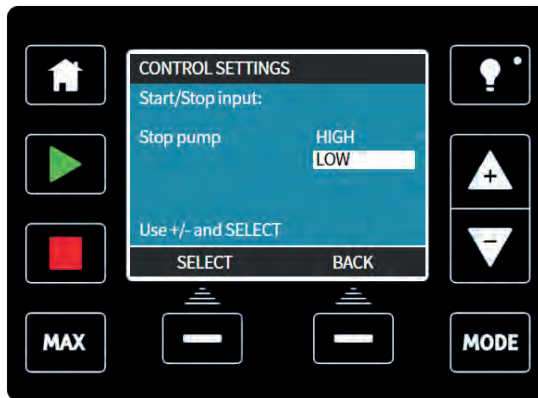 CONTROL SETTINGS
Start/Stop input:
Stop pump HIGH
LOW
Use +/- and SELECT
SELECT BACK
+
-
MAX
MODE